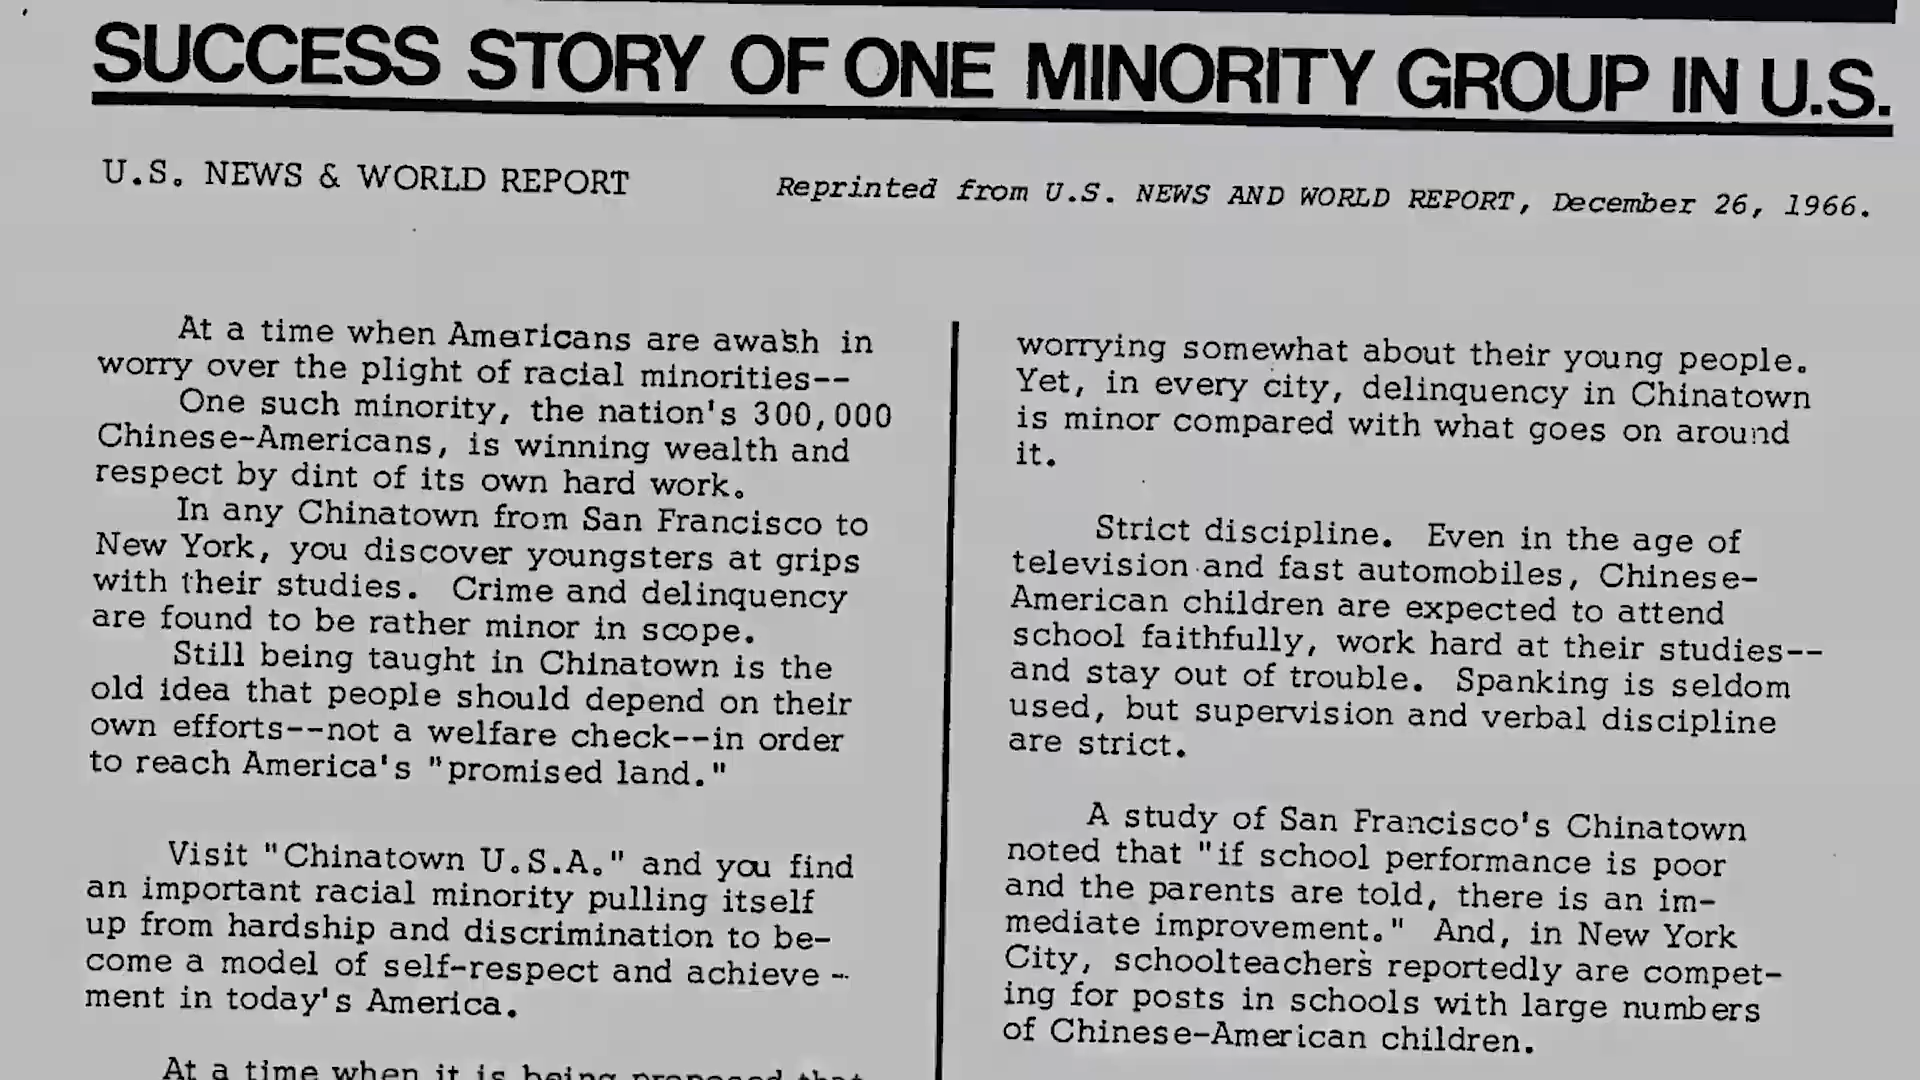 SUCCESS STORY OF ONE MINORITY GROUP IN U.S.
U.S. NEWS & WORLD REPORT
Reprinted from U.S. NEWS AND WORLD REPORT, December 26, 1966.
At a time when Americans are awash in
worry over the plight of racial minorities--
One such minority, the nation's 300,000
Chinese-Americans, is winning wealth and
respect by dint of its own hard work.
In any Chinatown from San Francisco to
New York, you discover youngsters at grips
with their studies. Crime and delinquency
are found to be rather minor in scope.
Still being taught in Chinatown is the
old idea that people should depend on their
own efforts--not a welfare check--in order
to reach America's "promised land."
Visit "Chinatown U.S.A." and you find
an important racial minority pulling itself
up from hardship and discrimination to be-
come a model of self-respect and achieve-
ment in today's America.
At a time when it is being proposed that
worrying somewhat about their young people.
Yet, in every city, delinquency in Chinatown
is minor compared with what goes on around
it.
Strict discipline. Even in the age of
television and fast automobiles, Chinese-
American children are expected to attend
school faithfully, work hard at their studies--
and stay out of trouble. Spanking is seldom
used, but supervision and verbal discipline
are strict.
A study of San Francisco's Chinatown
noted that "if school performance is poor
and the parents are told, there is an im-
mediate improvement." And, in New York
City, schoolteachers reportedly are compet-
ing for posts in schools with large numbers
of Chinese-American children.